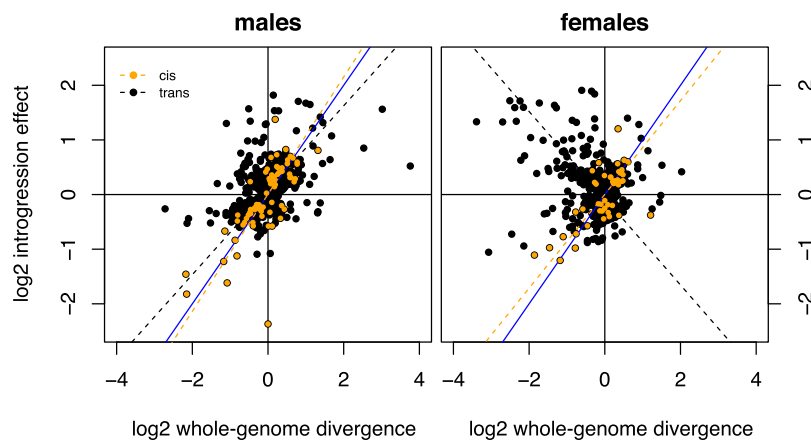 males females
cis
trans
2
1
0
−1
−2
2
1
0
−1
−2
log2 introgression effect
−4 −2 0 2 4 −4 −2 0 2 4
log2 whole-genome divergence log2 whole-genome divergence